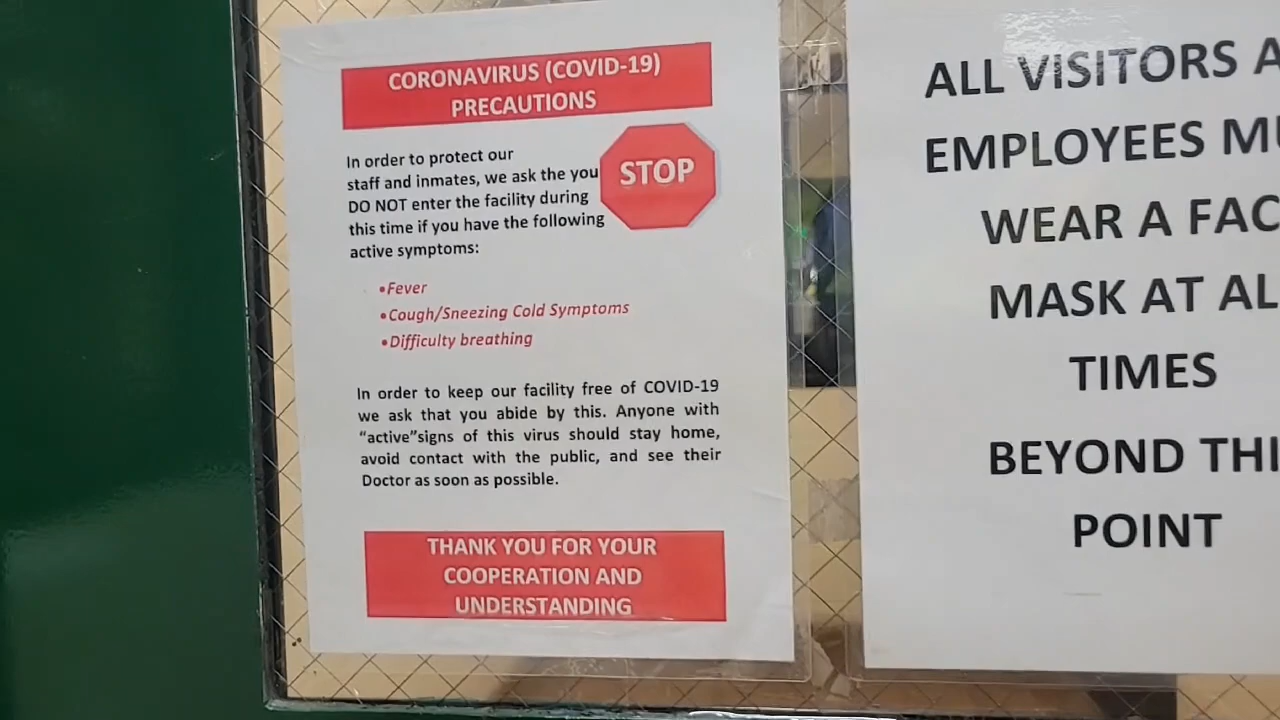 CORONAVIRUS (COVID-19)
PRECAUTIONS
In order to protect our
staff and inmates, we ask the you
DO NOT enter the facility during
this time if you have the following
active symptoms:
STOP
•Fever
•Cough/Sneezing Cold Symptoms
•Difficulty breathing
In order to keep our facility free of COVID-19
we ask that you abide by this. Anyone with
“active”signs of this virus should stay home,
avoid contact with the public, and see their
Doctor as soon as possible.
THANK YOU FOR YOUR
COOPERATION AND
UNDERSTANDING
ALL VISITORS
EMPLOYEES
WEAR A
MASK AT
TIMES
BEYOND
POINT